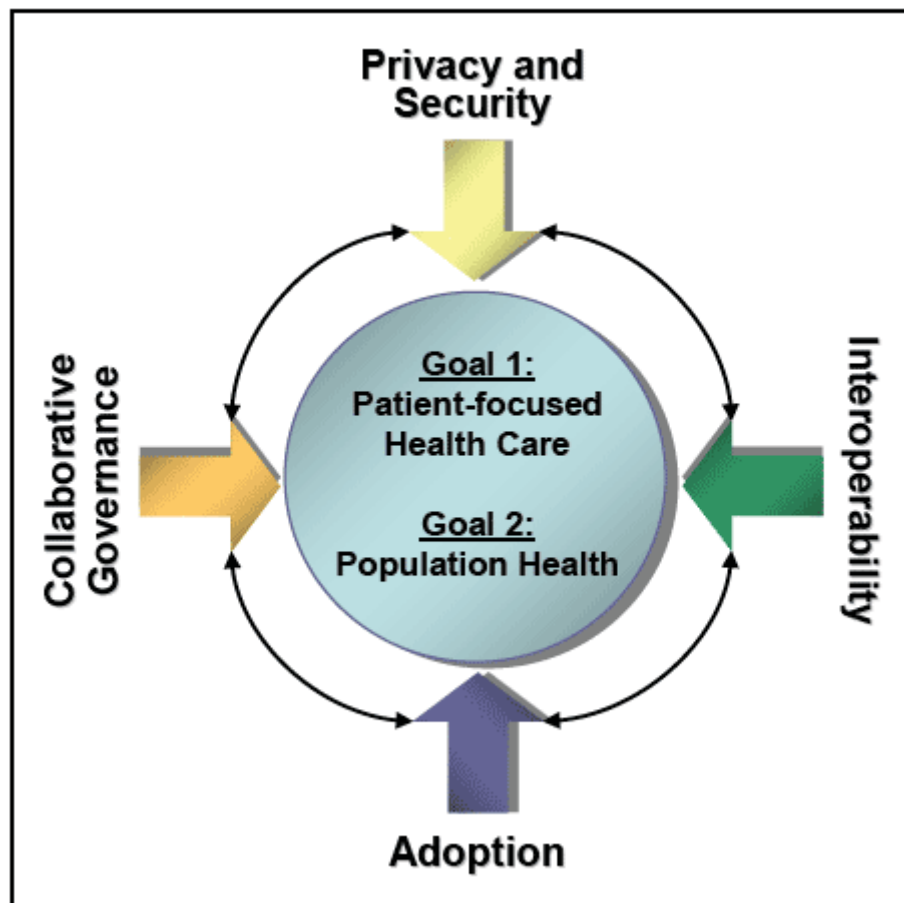 Privacy and
Security
Collaborative
Governance
Goal 1:
Patient-focused
Health Care
Goal 2:
Population Health
Interoperability
Adoption